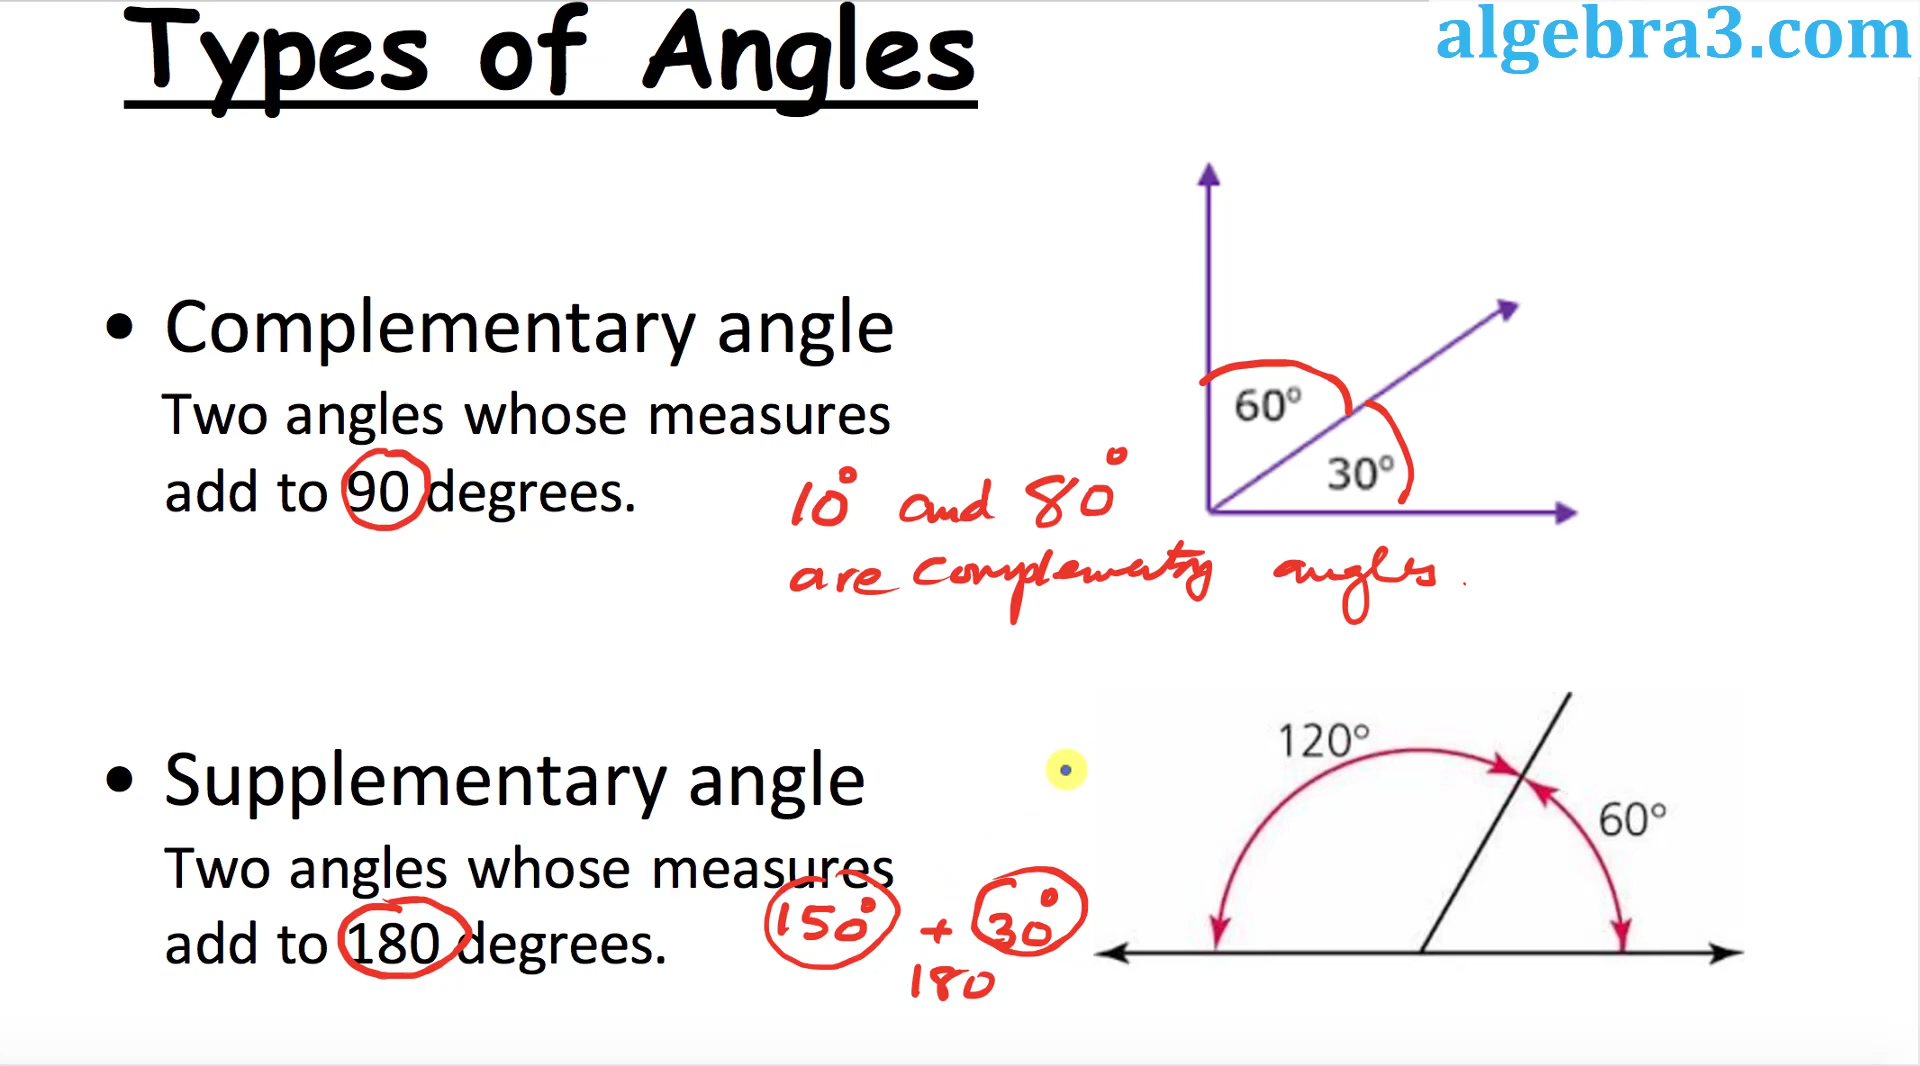 Types of Angles
algebra3.com
• Complementary angle
Two angles whose measures
add to 90 degrees.
60°
30°
10° and 80°
are complementry angles.
• Supplementary angle
Two angles whose measures
add to 180 degrees.
150° + 30°
180
120°
60°